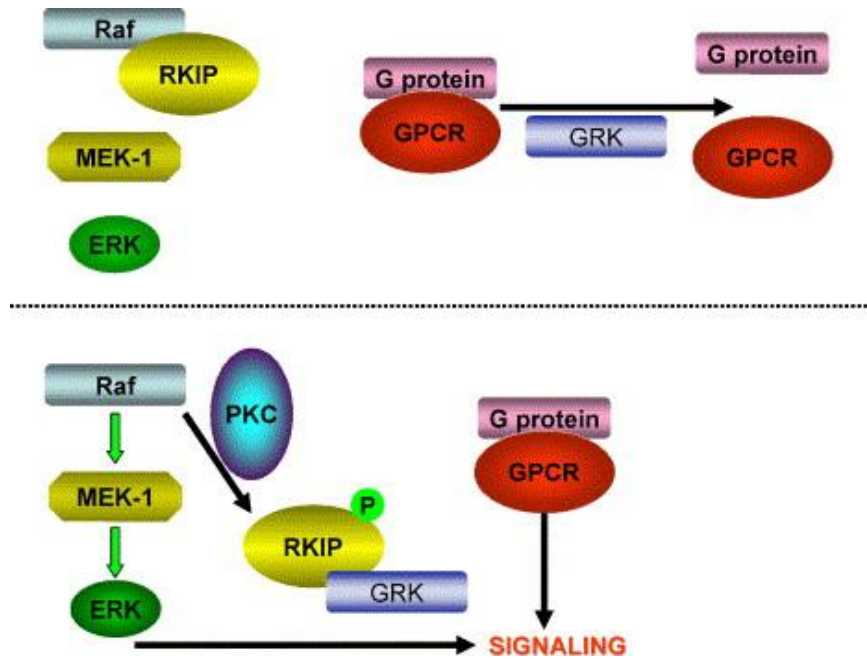 Raf
RKIP
MEK-1
ERK
G protein
GPCR
GRK
G protein
GPCR
Raf
PKC
MEK-1
P
RKIP
GRK
ERK
G protein
GPCR
SIGNALING